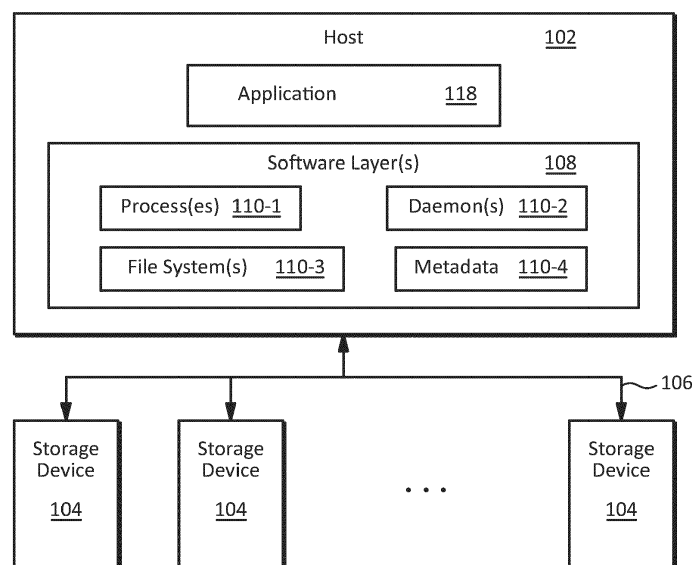 Host 102
Application 118
Software Layer(s) 108
Process(es) 110-1 Daemon(s) 110-2
File System(s) 110-3 Metadata 110-4
106
Storage Storage Storage
Device Device ... Device
104 104 104